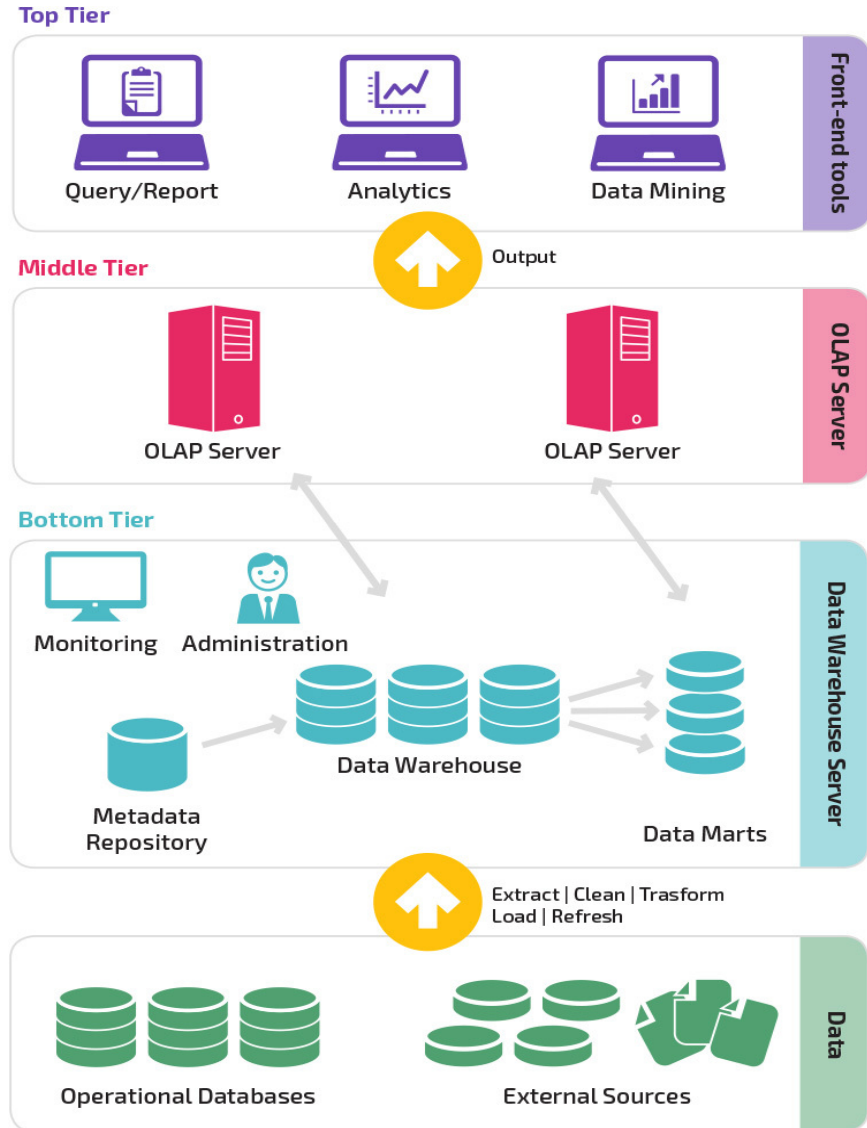 Top Tier
Query/Report
Analytics
Data Mining
Front-end tools
Output
Middle Tier
OLAP Server
OLAP Server
OLAP Server
Bottom Tier
Monitoring
Administration
Data Warehouse
Metadata
Repository
Data Marts
Data Warehouse Server
Extract | Clean | Trasform
Load | Refresh
Operational Databases
External Sources
Data